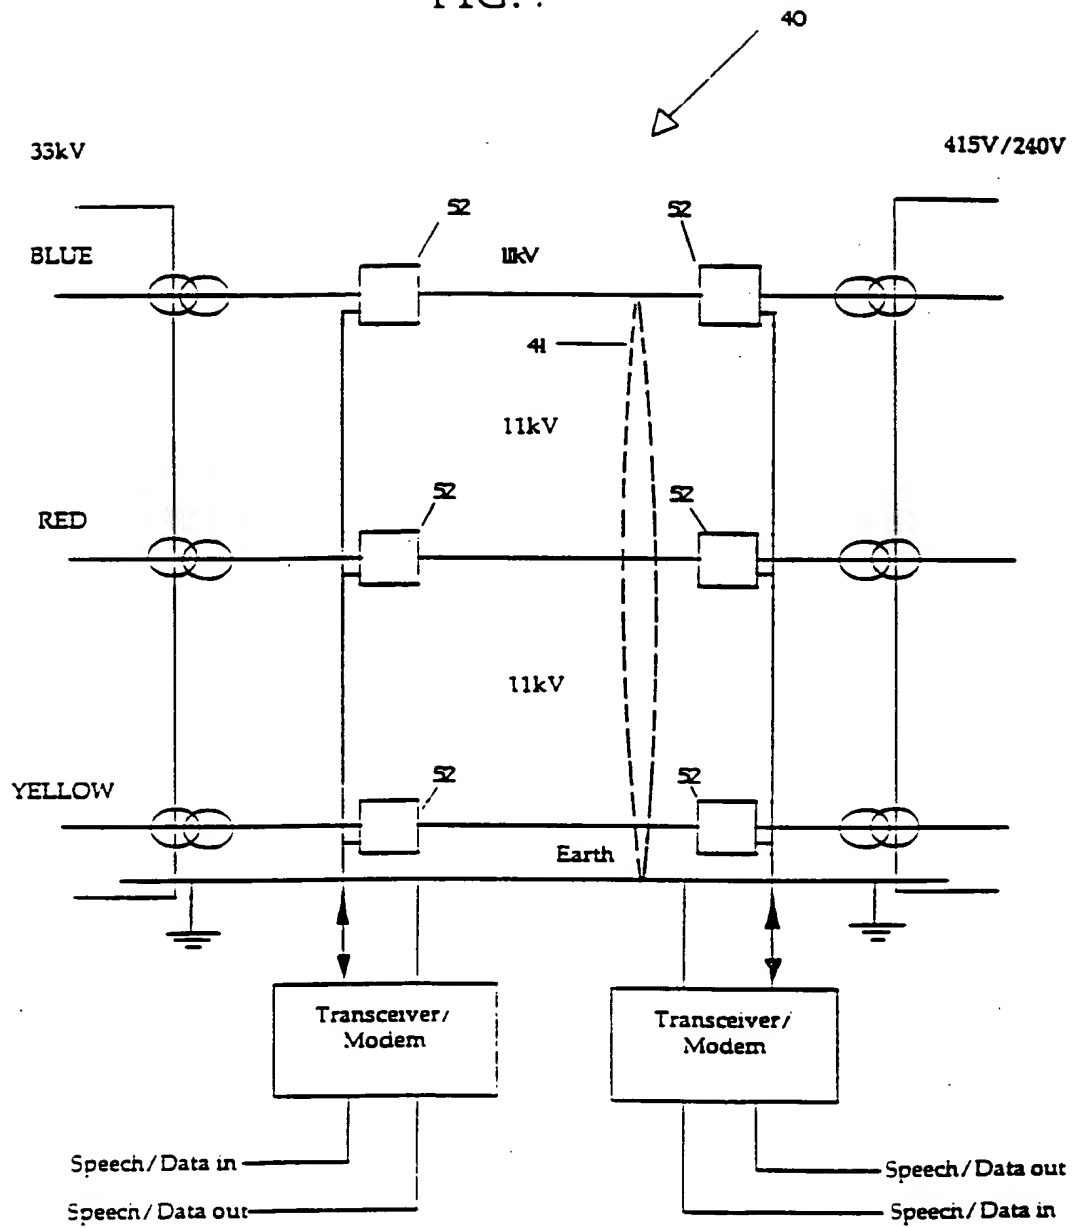 FIG.
40
33kV
415V/240V
52
52
BLUE
11kV
41
11kV
52
52
RED
11kV
52
52
YELLOW
Earth
Transceiver/
Modem
Transceiver/
Modem
Speech/Data in
Speech/Data out
Speech/Data out
Speech/Data in